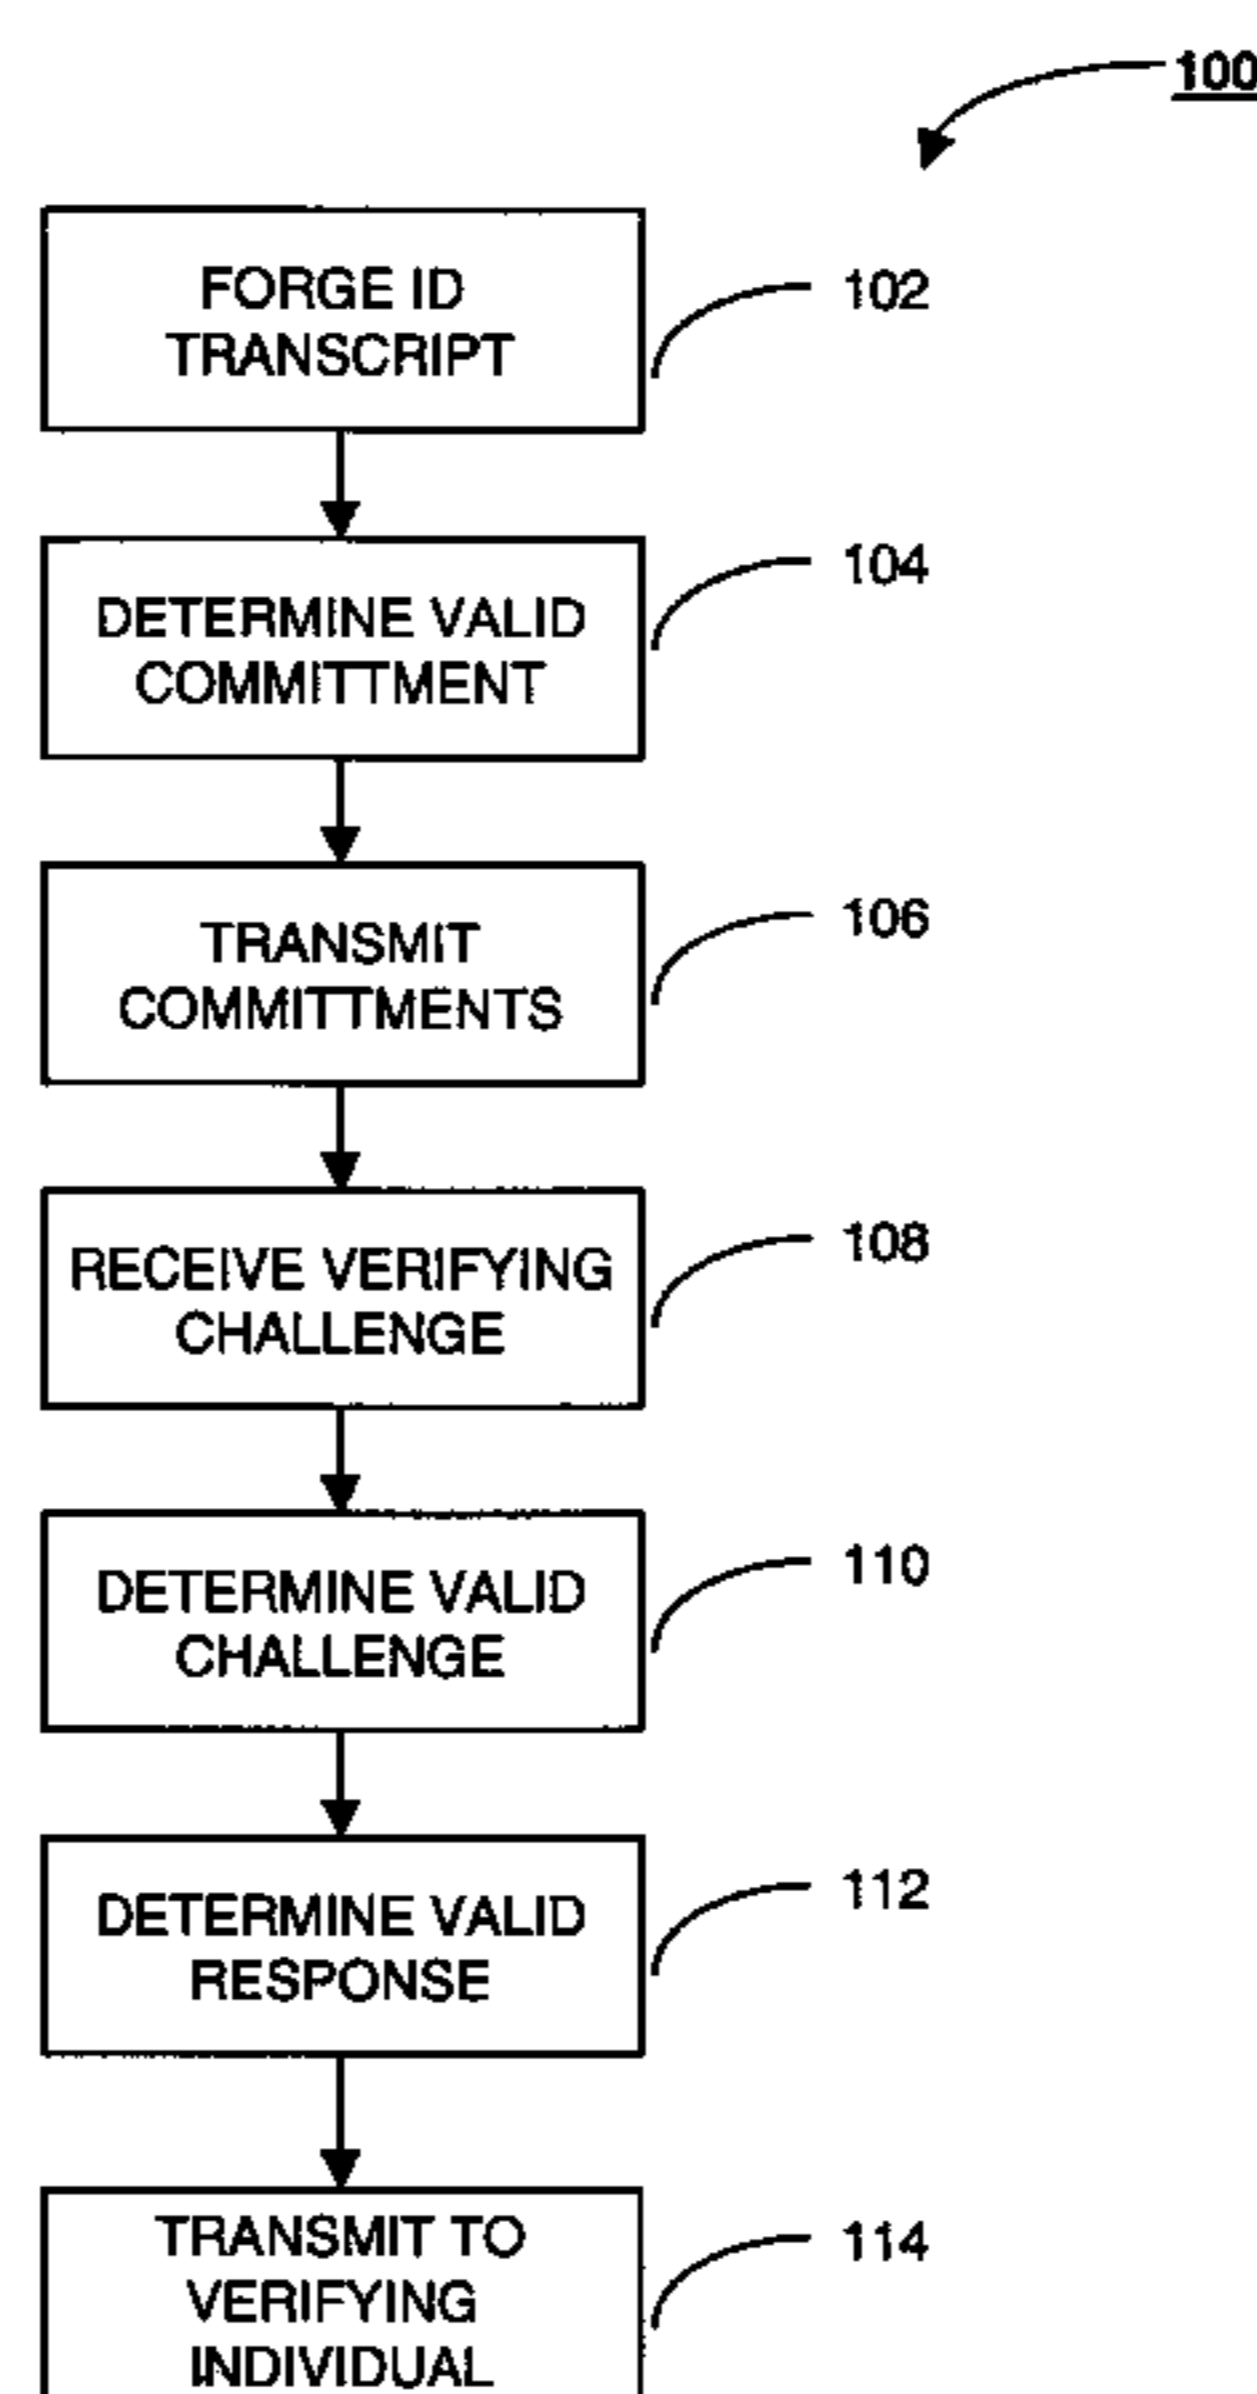 100
FORGE ID
TRANSCRIPT
102
DETERMINE VALID
COMMITTMENT
104
TRANSMIT
COMMITTMENTS
106
RECEIVE VERIFYING
CHALLENGE
108
DETERMINE VALID
CHALLENGE
110
DETERMINE VALID
RESPONSE
112
TRANSMIT TO
VERIFYING
INDIVIDUAL
114